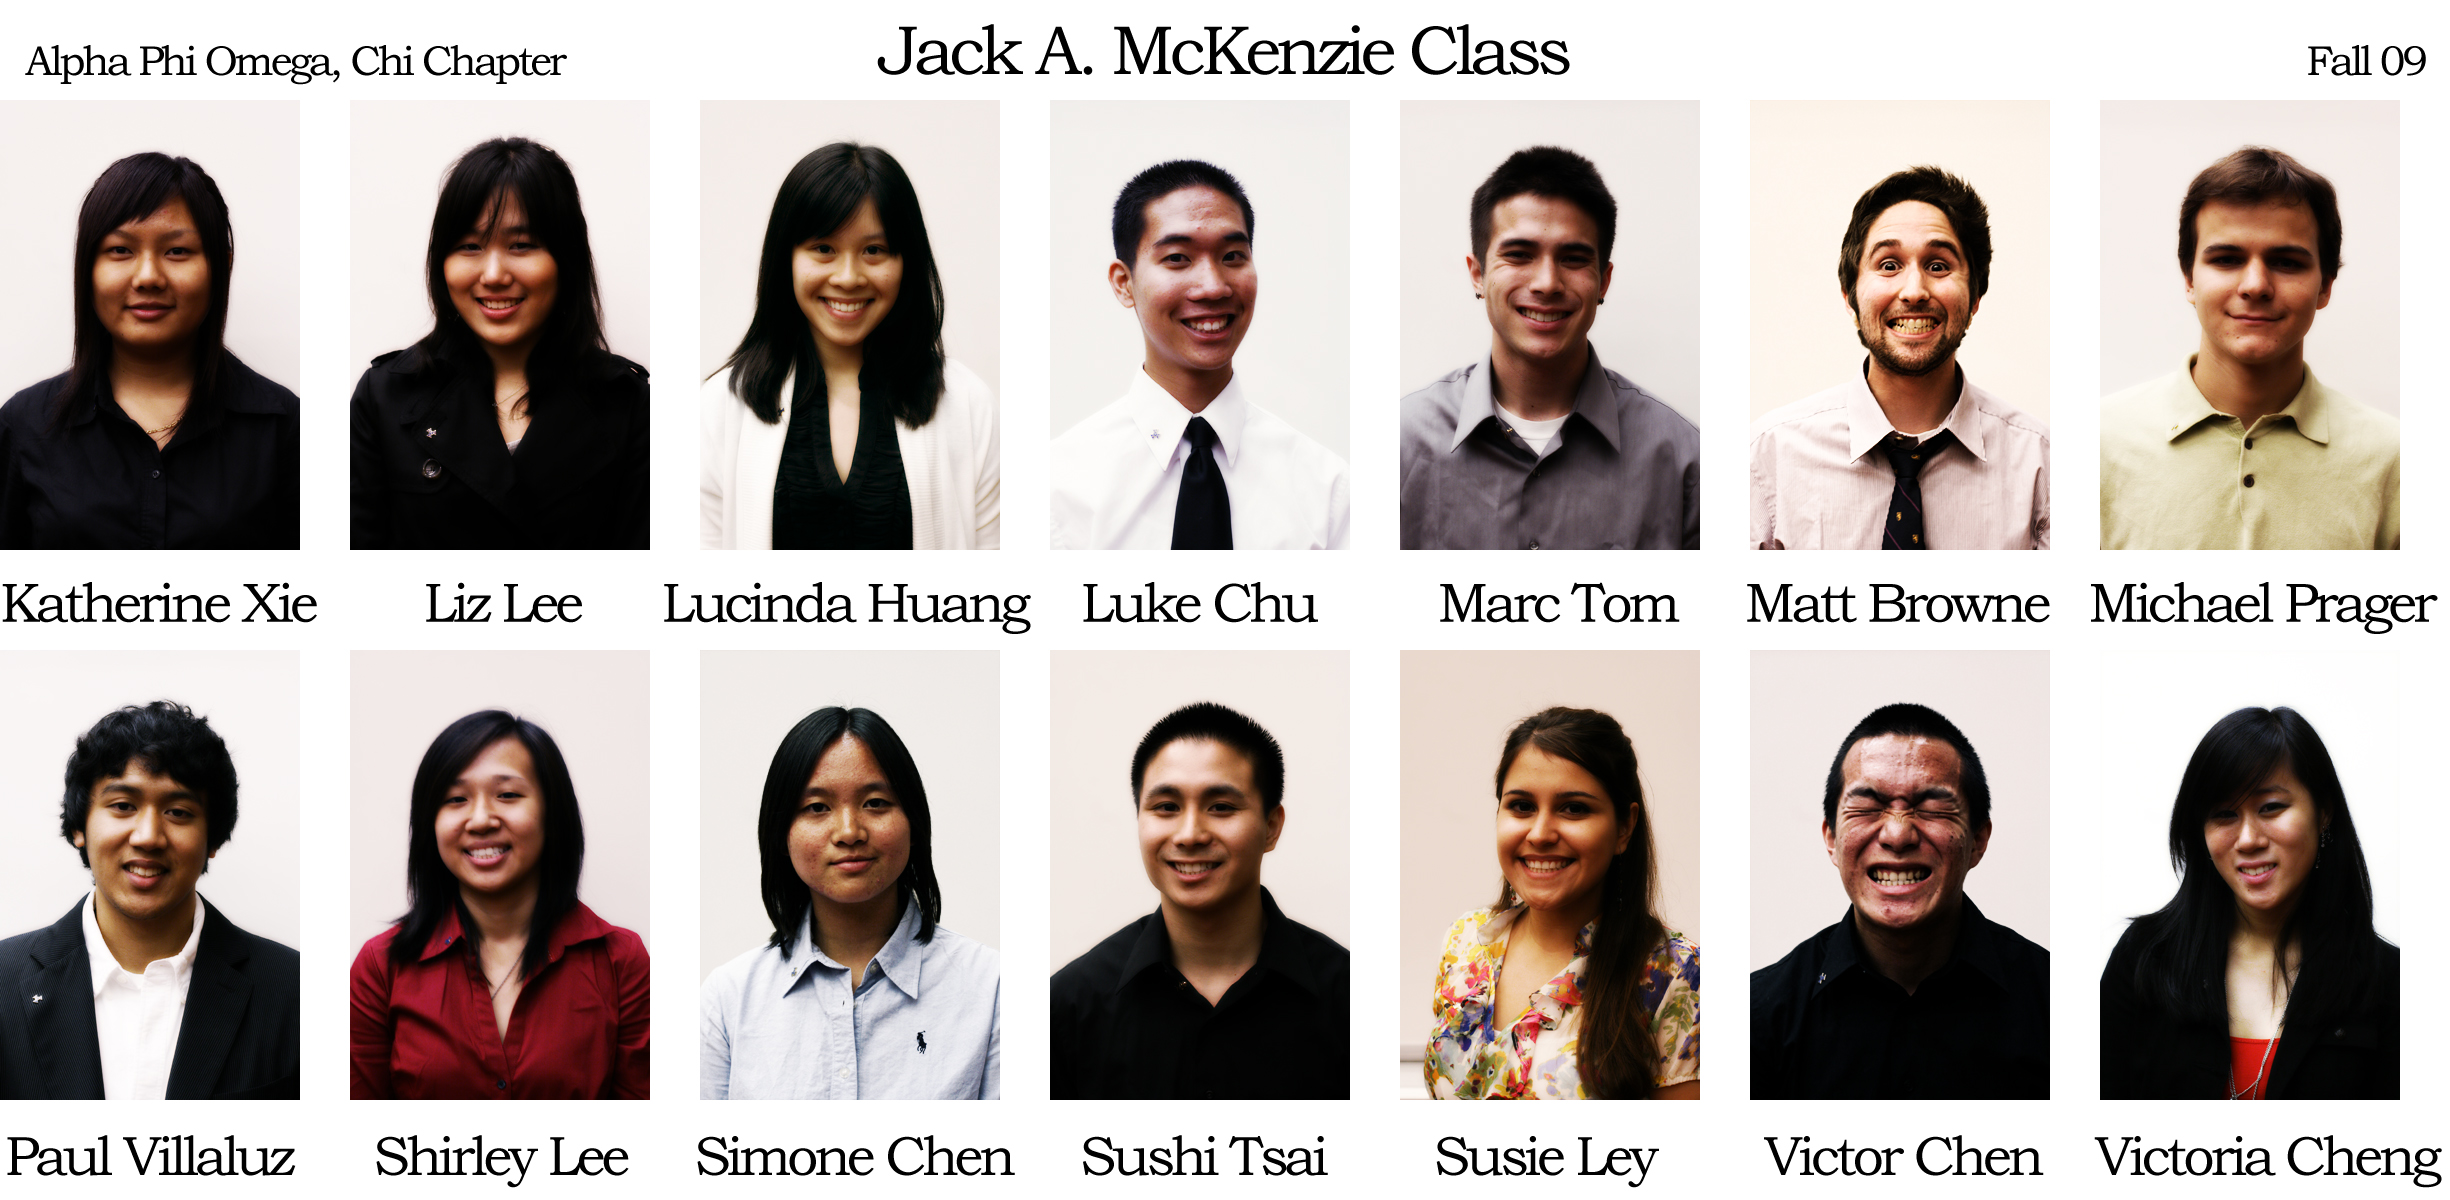 Alpha Phi Omega, Chi Chapter
Jack A. McKenzie Class
Fall 09
Katherine Xie
Liz Lee
Lucinda Huang
Luke Chu
Marc Tom
Matt Browne
Michael Prager
Paul Villaluz
Shirley Lee
Simone Chen
Sushi Tsai
Susie Ley
Victor Chen
Victoria Cheng